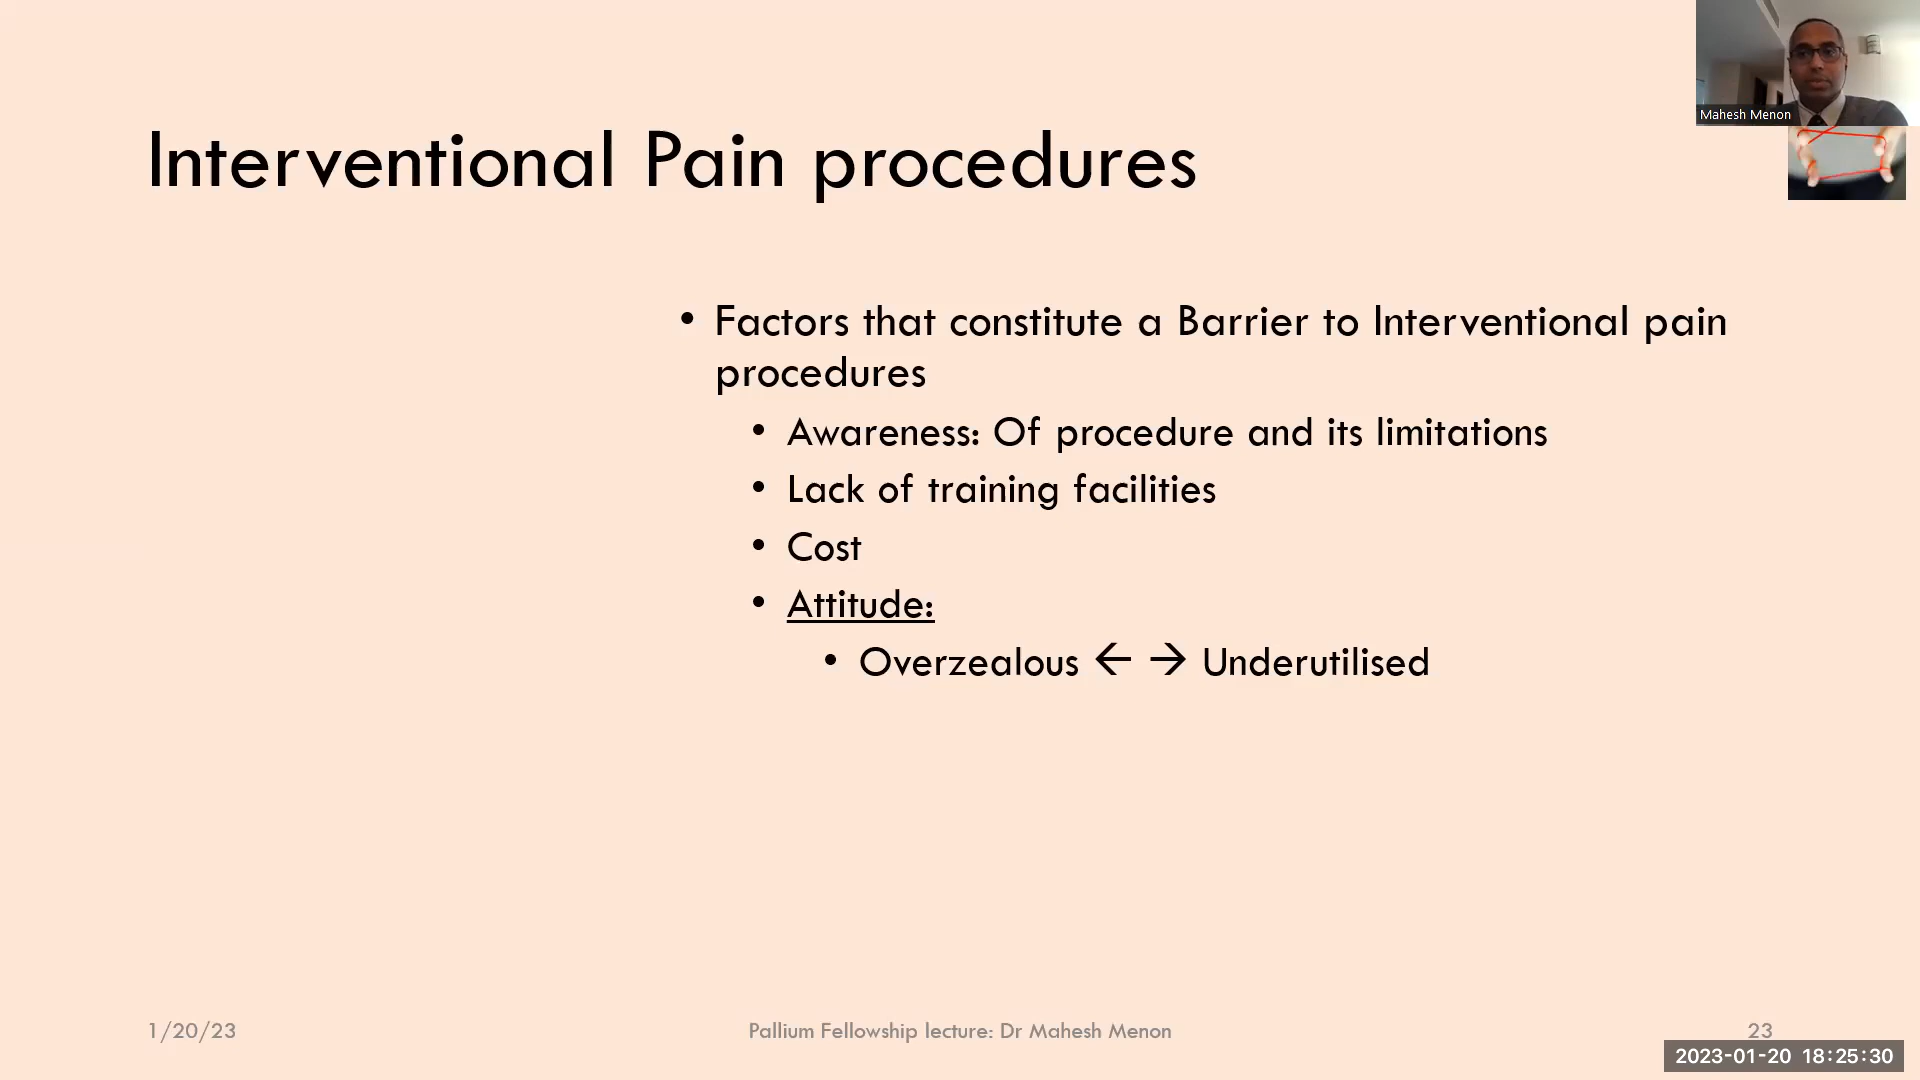 Mahesh Menon
Interventional Pain procedures
• Factors that constitute a Barrier to Interventional pain
procedures
• Awareness: Of procedure and its limitations
• Lack of training facilities
• Cost
• Attitude:
• Overzealous ← → Underutilised
1/20/23
Pallium Fellowship lecture: Dr Mahesh Menon
23
2023-01-20 18:25:30